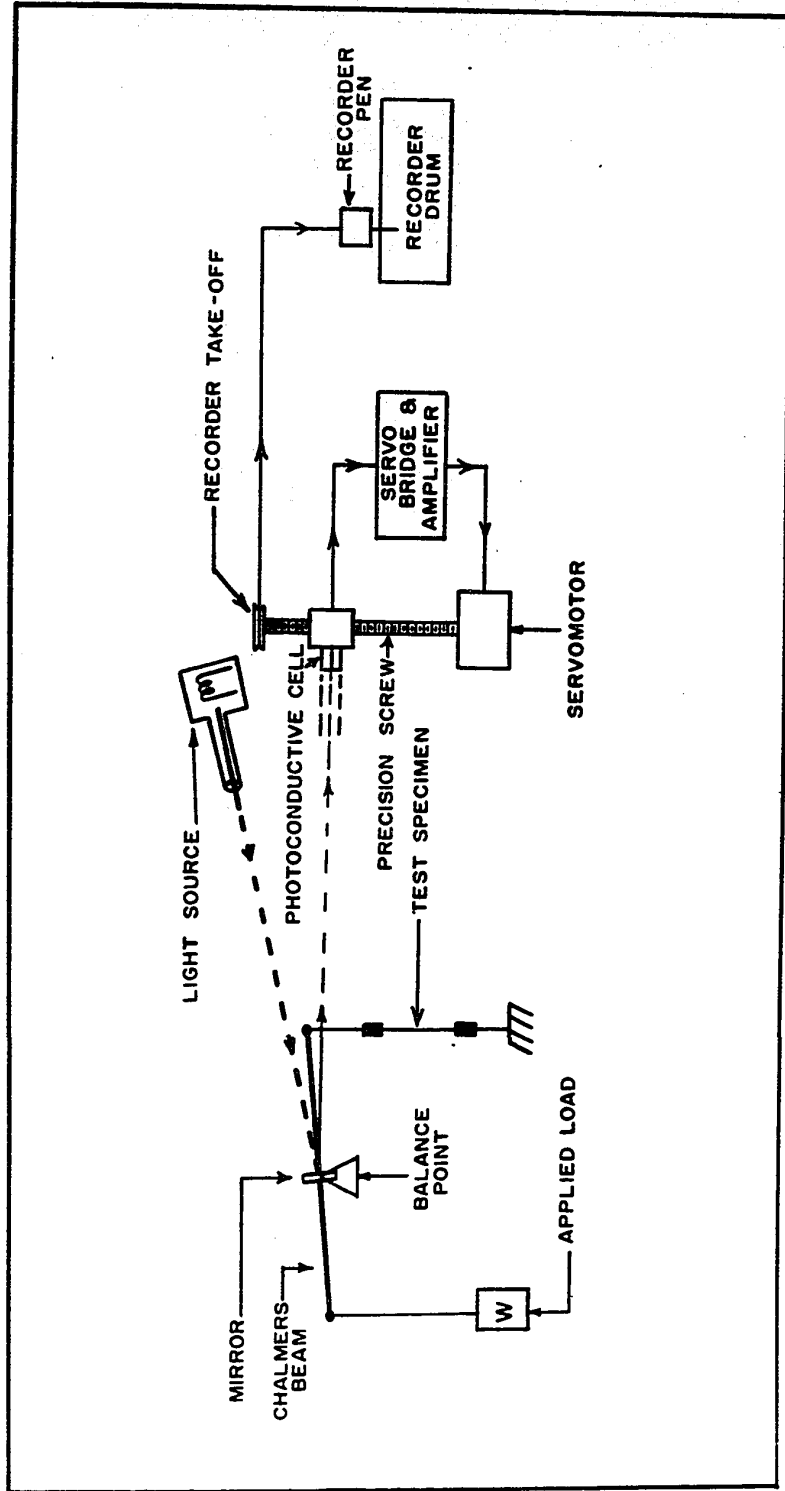 MIRROR
CHALMERS
BEAM
LIGHT SOURCE
RECORDER TAKE-OFF
RECORDER
PEN
RECORDER
DRUM
PHOTOCONDUCTIVE CELL
SERVO
BRIDGE &
AMPLIFIER
PRECISION SCREW
TEST SPECIMEN
BALANCE
POINT
SERVOMOTOR
W
APPLIED LOAD